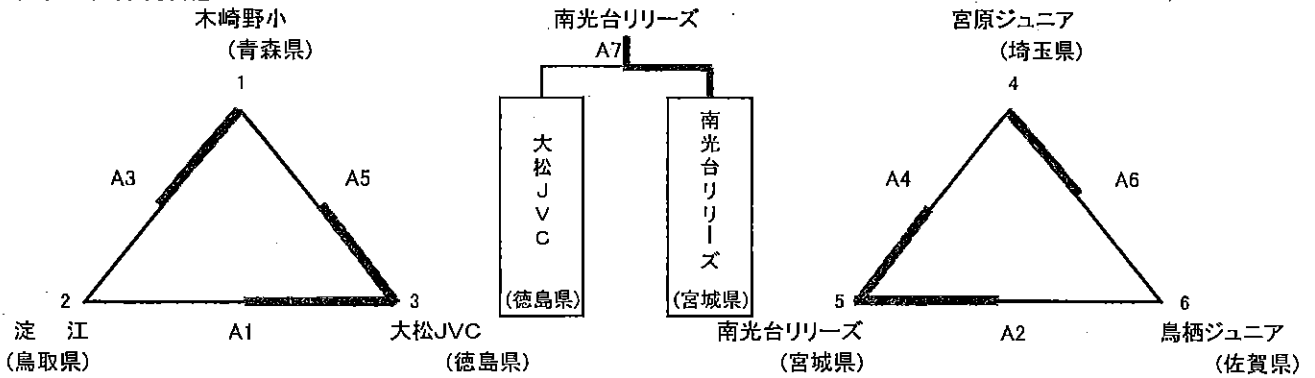 木崎野小
(青森県)
南光台リリーズ
宮原ジュニア
(埼玉県)
A7
1
4
大松JVC
南光台リリーズ
A3
A5
A4
A6
(徳島県)
(宮城県)
2
3
5
6
淀 江
A1
大松JVC
南光台リリーズ
A2
鳥栖ジュニア
(鳥取県)
(徳島県)
(宮城県)
(佐賀県)